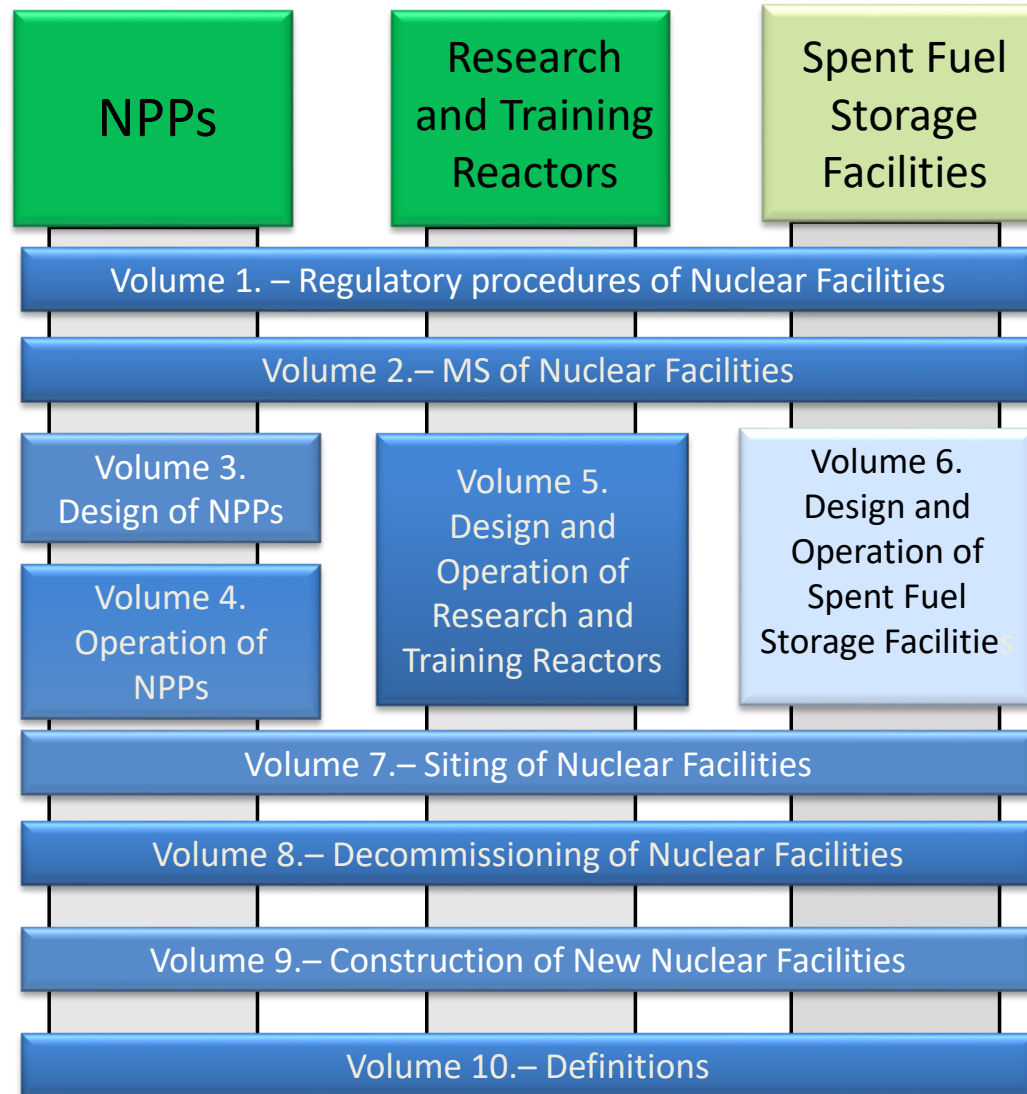 NPPs
Research
and Training
Reactors
Spent Fuel
Storage
Facilities
Volume 1. – Regulatory procedures of Nuclear Facilities
Volume 2.– MS of Nuclear Facilities
Volume 3.
Design of NPPs
Volume 4.
Operation of
NPPs
Volume 5.
Design and
Operation of
Research and
Training Reactors
Volume 6.
Design and
Operation of
Spent Fuel
Storage Facilities
Volume 7.– Siting of Nuclear Facilities
Volume 8.– Decommissioning of Nuclear Facilities
Volume 9.– Construction of New Nuclear Facilities
Volume 10.– Definitions